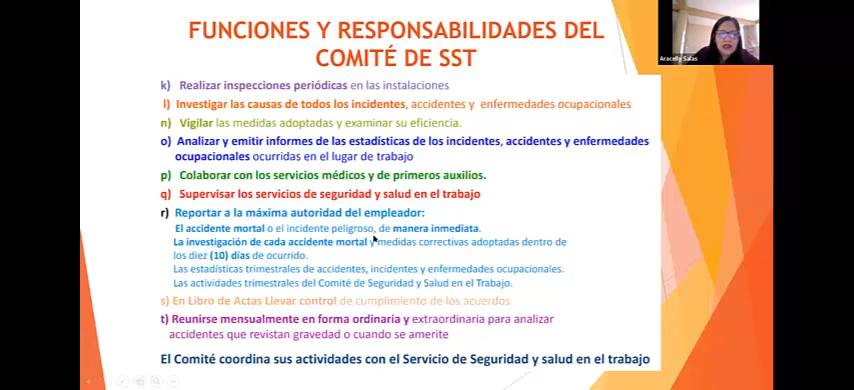 FUNCIONES Y RESPONSABILIDADES DEL
COMITÉ DE SST
Aracelly Salas
k) Realizar inspecciones periódicas en las instalaciones
l) Investigar las causas de todos los incidentes, accidentes y enfermedades ocupacionales
n) Vigilar las medidas adoptadas y examinar su eficiencia.
o) Analizar y emitir informes de las estadísticas de los incidentes, accidentes y enfermedades
ocupacionales ocurridas en el lugar de trabajo
p) Colaborar con los servicios médicos y de primeros auxilios.
q) Supervisar los servicios de seguridad y salud en el trabajo
r) Reportar a la máxima autoridad del empleador:
El accidente mortal o el incidente peligroso, de manera inmediata.
La investigación de cada accidente mortal y medidas correctivas adoptadas dentro de
los diez (10) días de ocurrido.
Las estadísticas trimestrales de accidentes, incidentes y enfermedades ocupacionales.
Las actividades trimestrales del Comité de Seguridad y Salud en el Trabajo.
s) En Libro de Actas Llevar control de cumplimiento de los acuerdos
t) Reunirse mensualmente en forma ordinaria y extraordinaria para analizar
accidentes que revistan gravedad o cuando se amerite
El Comité coordina sus actividades con el Servicio de Seguridad y salud en el trabajo